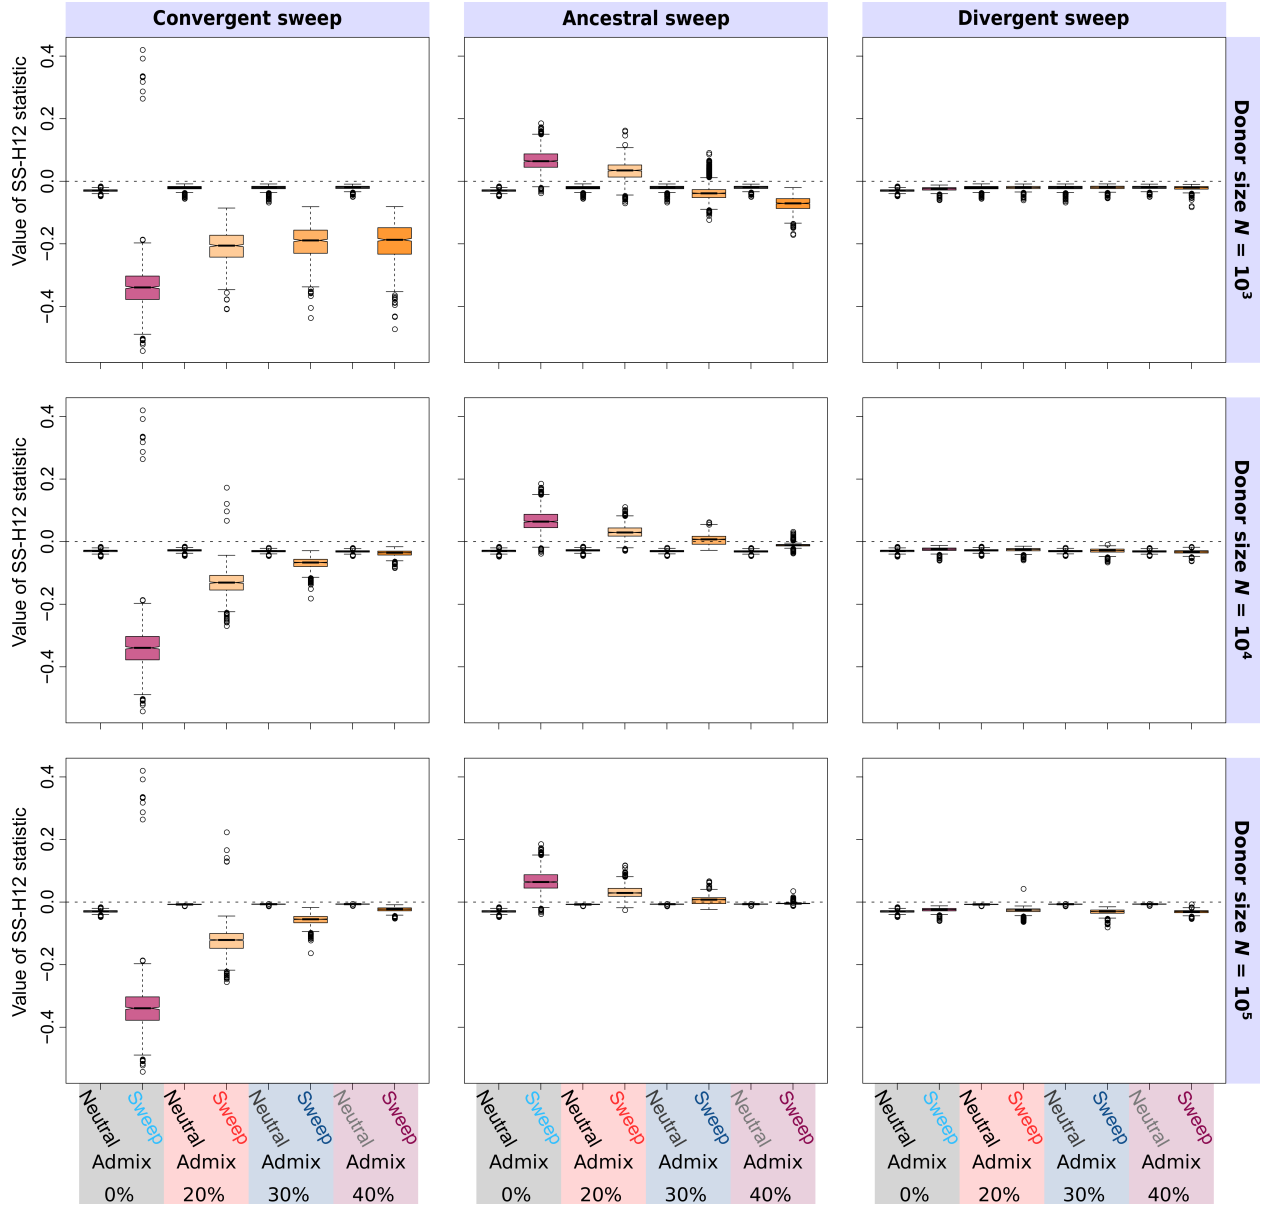 Convergent sweep
Ancestral sweep
Divergent sweep
Value of SS-H12 statistic
0.4
0.2
0.0
−0.2
−0.4
Donor size N = 10³
Value of SS-H12 statistic
0.4
0.2
0.0
−0.2
−0.4
Donor size N = 10⁴
Value of SS-H12 statistic
0.4
0.2
0.0
−0.2
−0.4
Donor size N = 10⁵
Neutral Sweep Neutral Sweep Neutral Sweep Neutral Sweep
Admix Admix Admix Admix
0% 20% 30% 40%
Neutral Sweep Neutral Sweep Neutral Sweep Neutral Sweep
Admix Admix Admix Admix
0% 20% 30% 40%
Neutral Sweep Neutral Sweep Neutral Sweep Neutral Sweep
Admix Admix Admix Admix
0% 20% 30% 40%